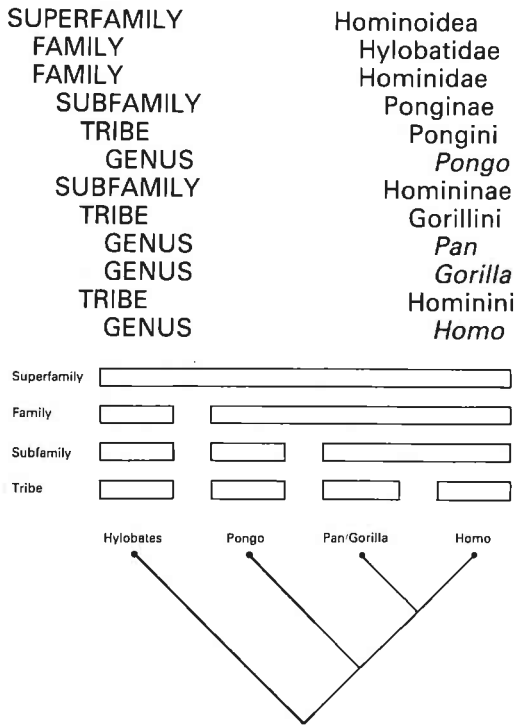 SUPERFAMILY Hominoidea
FAMILY Hylobatidae
FAMILY Hominidae
SUBFAMILY Ponginae
TRIBE Pongini
GENUS Pongo
SUBFAMILY Homininae
TRIBE Gorillini
GENUS Pan
GENUS Gorilla
TRIBE Hominini
GENUS Homo
Superfamily
Family
Subfamily
Tribe
Hylobates Pongo Pan/Gorilla Homo